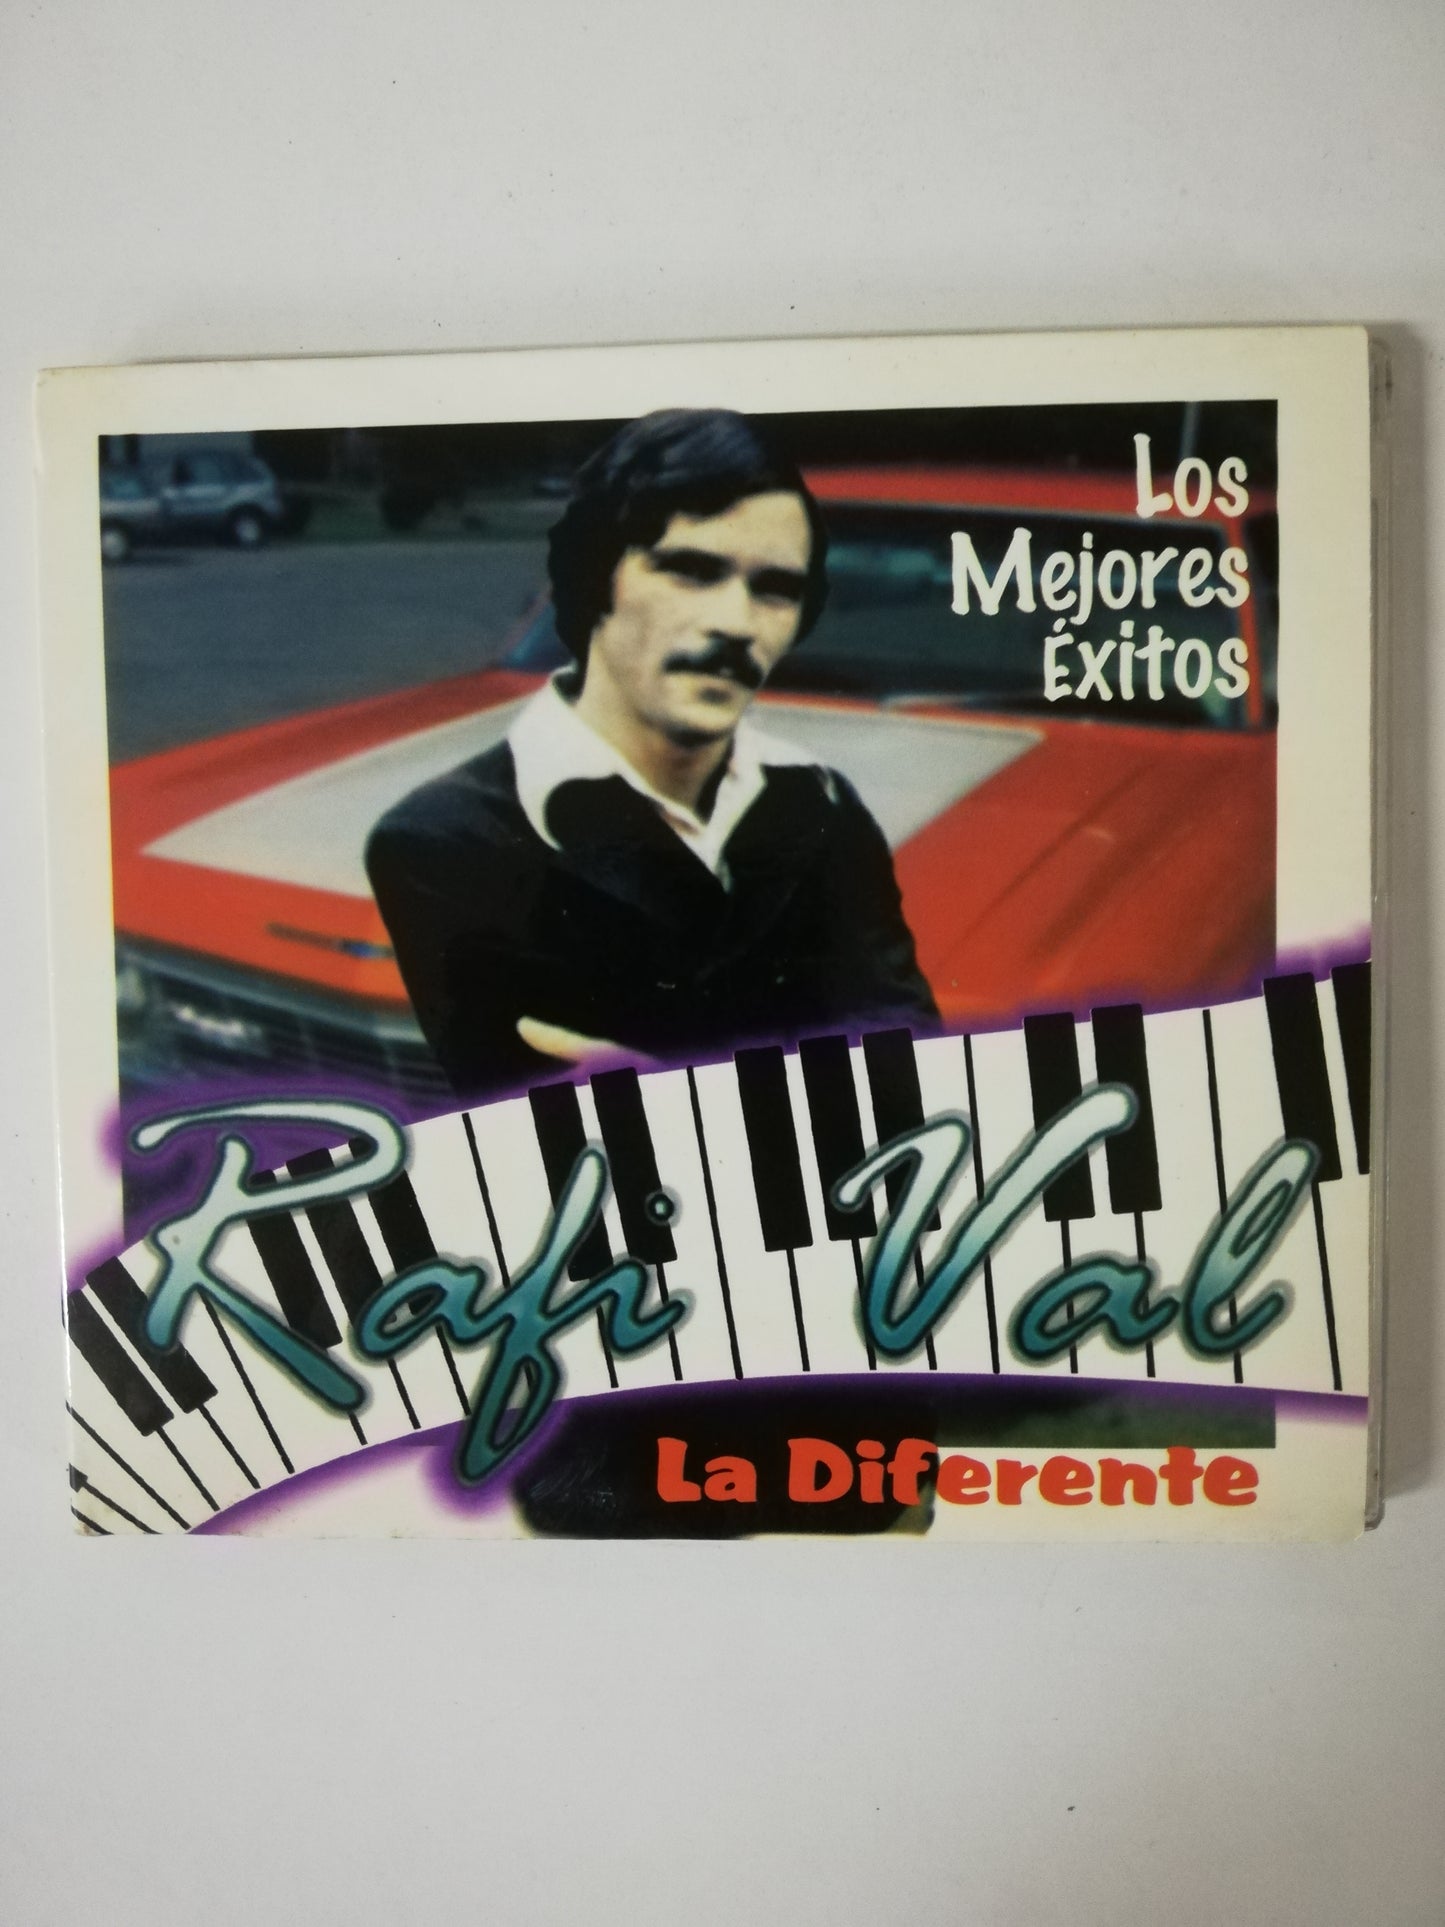 Los
Mejores
Éxitos
Rafi Val
La Diferente